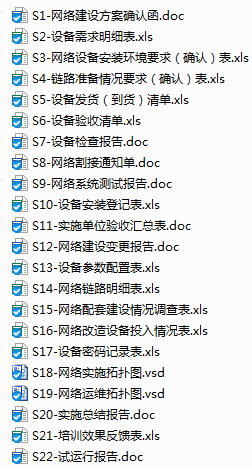 S1-网络建设方案确认函.doc
S2-设备需求明细表.xls
S3-网络设备安装环境要求（确认）表.xls
S4-链路准备情况要求（确认）表.xls
S5-设备发货（到货）清单.xls
S6-设备验收清单.xls
S7-设备检查报告.doc
S8-网络割接通知单.doc
S9-网络系统测试报告.doc
S10-设备安装登记表.xls
S11-实施单位验收汇总表.doc
S12-网络建设变更报告.doc
S13-设备参数配置表.xls
S14-网络链路明细表.xls
S15-网络配套建设情况调查表.xls
S16-网络改造设备投入情况表.xls
S17-设备密码记录表.xls
S18-网络实施拓扑图.vsd
S19-网络运维拓扑图.vsd
S20-实施总结报告.doc
S21-培训效果反馈表.xls
S22-试运行报告.doc